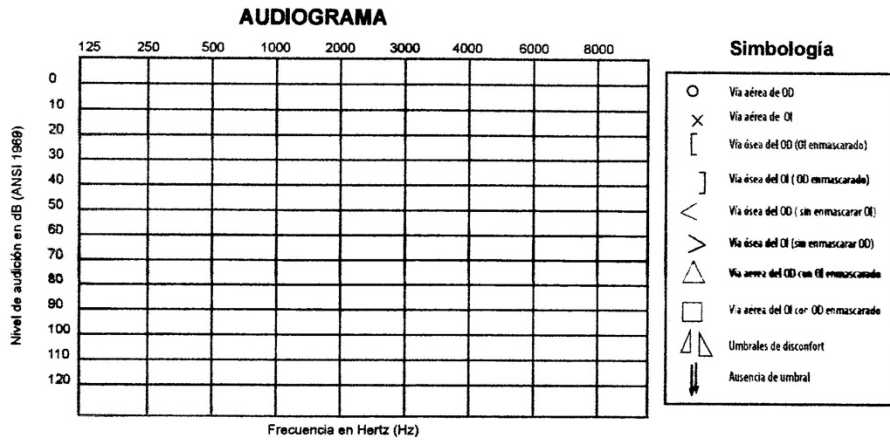 AUDIOGRAMA
125 250 500 1000 2000 3000 4000 6000 8000
Nivel de audición en dB (ANSI 1969)
0
10
20
30
40
50
60
70
80
90
100
110
120
Frecuencia en Hertz (Hz)
Simbología
Vía aérea de OD
Vía aérea de OI
Vía ósea del OD (OI enmascarado)
Vía ósea del OI ( OD enmascarado)
Vía ósea del OD ( sin enmascarar OI)
Vía ósea del OI (sin enmascarar OD)
Vía aerea del OD con OI enmascarado
Vía aérea del OI con OD enmascarado
Umbrales de disconfort
Ausencia de umbral